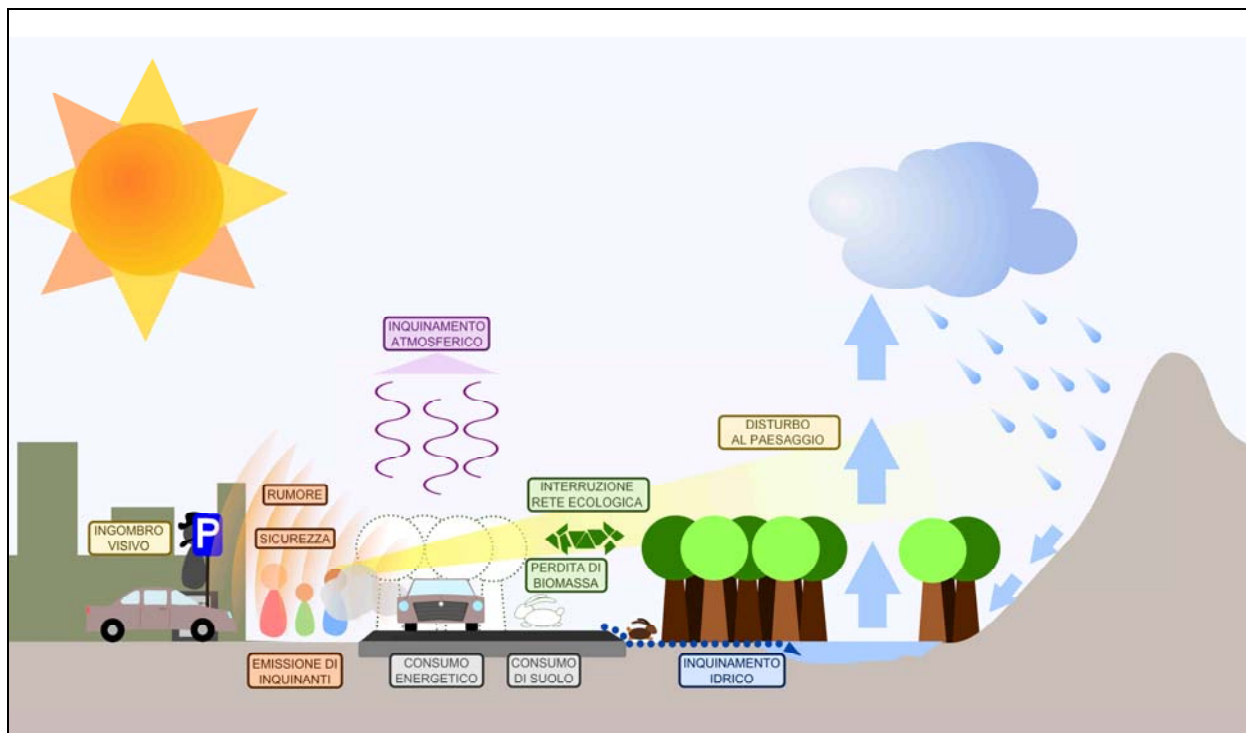 INQUINAMENTO
ATMOSFERICO
DISTURBO
AL PAESAGGIO
RUMORE
INTERRUZIONE
RETE ECOLOGICA
INGOMBRO
VISIVO
P
SICUREZZA
PERDITA DI
BIOMASSA
EMISSIONE DI
INQUINANTI
CONSUMO
ENERGETICO
CONSUMO
DI SUOLO
INQUINAMENTO
IDRICO